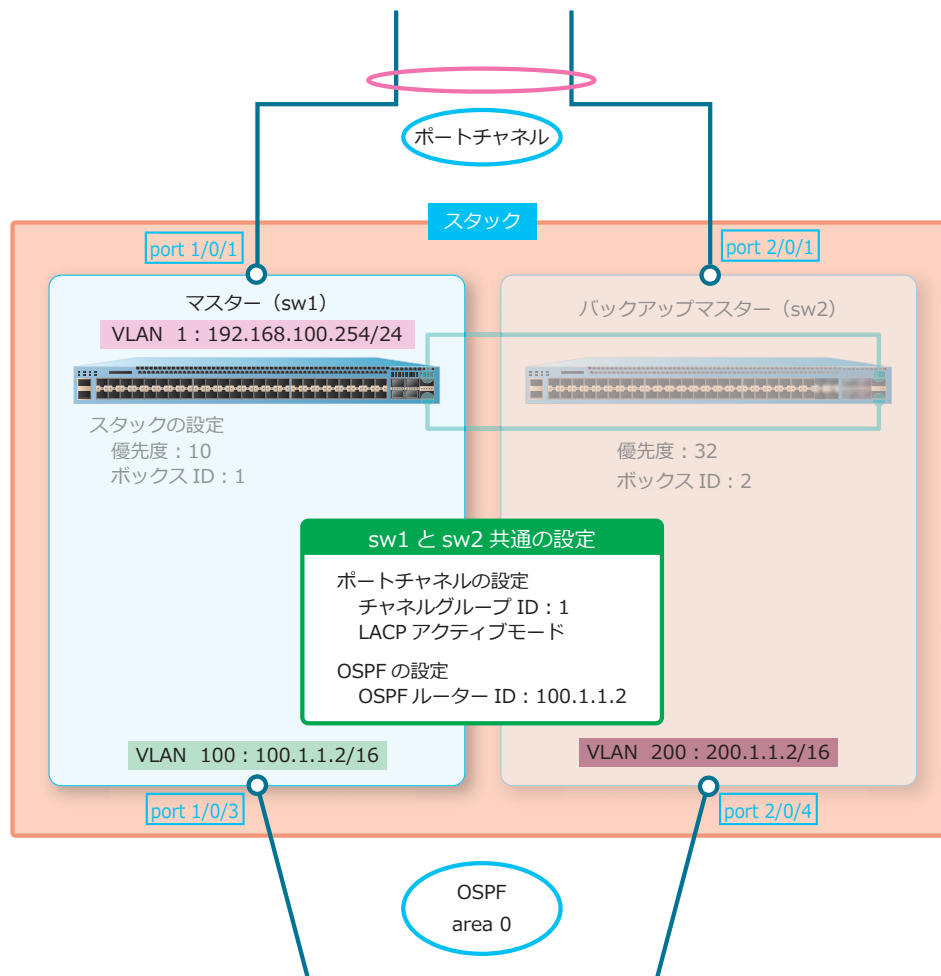 ポートチャネル
スタック
port 1/0/1
port 2/0/1
マスター（sw1）
VLAN 1：192.168.100.254/24
バックアップマスター（sw2）
スタックの設定
優先度：10
ボックス ID：1
優先度：32
ボックス ID：2
sw1 と sw2 共通の設定
ポートチャネルの設定
チャネルグループ ID：1
LACP アクティブモード
OSPF の設定
OSPF ルーター ID：100.1.1.2
VLAN 100：100.1.1.2/16
VLAN 200：200.1.1.2/16
port 1/0/3
port 2/0/4
OSPF
area 0